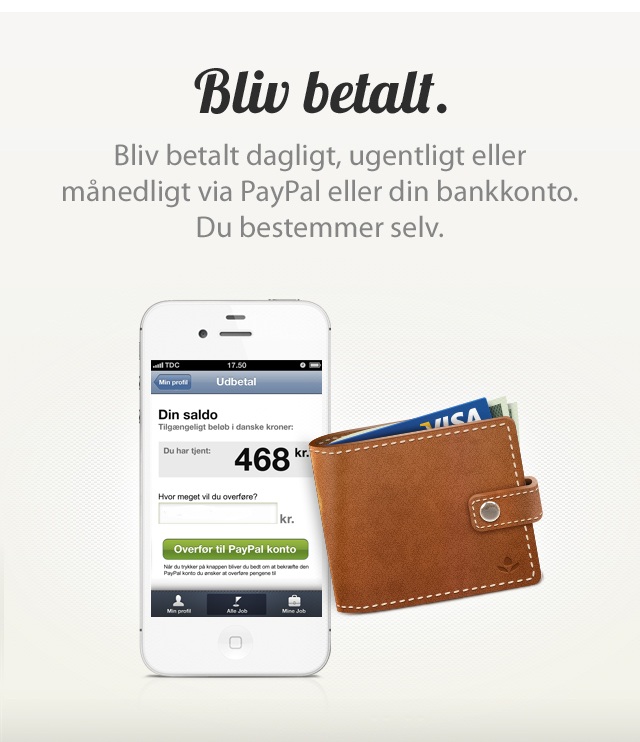 Bliv betalt.
Bliv betalt dagligt, ugentligt eller
månedligt via PayPal eller din bankkonto.
Du bestemmer selv.
TDC 17.50
Min profil Udbetal
Din saldo
Tilgængeligt beløb i danske kroner:
Du har tjent: 468 kr.
Hvor meget vil du overføre?
kr.
Overfør til PayPal konto
Når du trykker på knappen bliver du bedt om at bekræfte den
PayPal konto du ønsker at overføre pengene til
Min profil Alle Job Mine Job
VISA